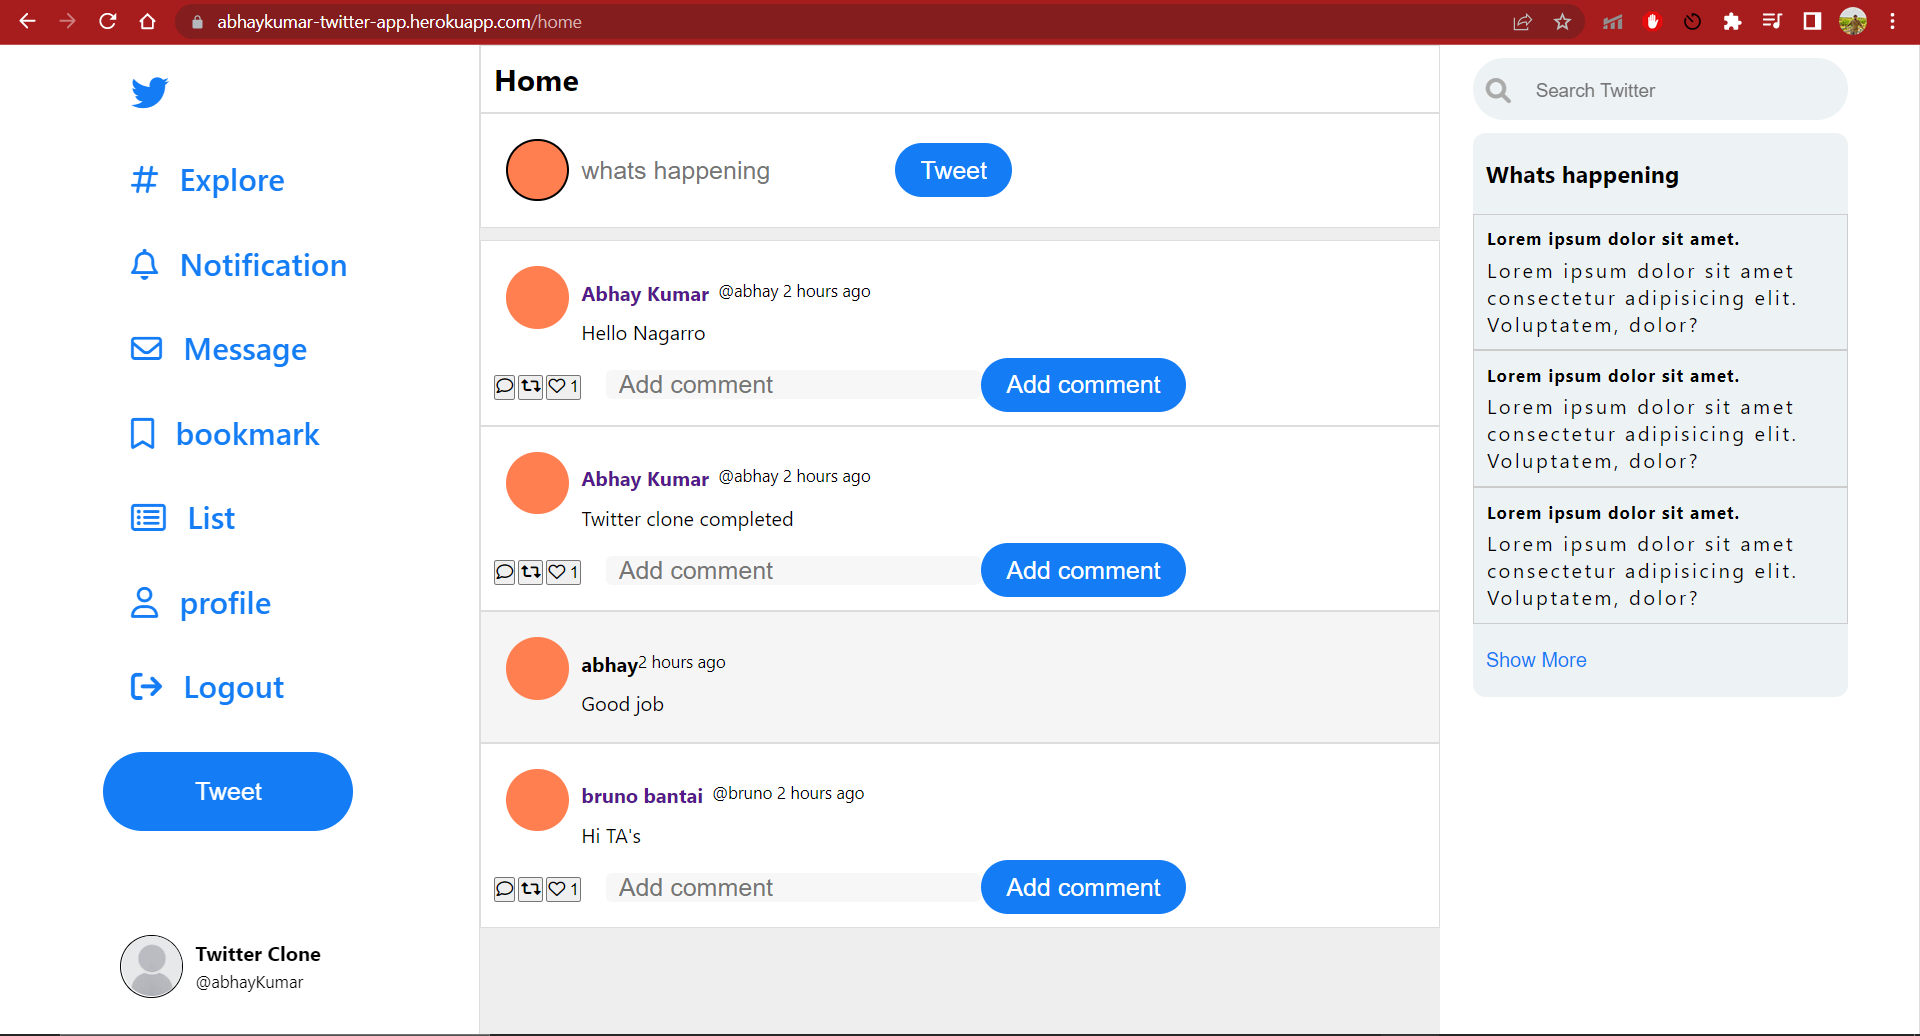 abhaykumar-twitter-app.herokuapp.com/home
Explore
Notification
Message
bookmark
List
profile
Logout
Tweet
Twitter Clone
@abhayKumar
Home
whats happening
Tweet
Abhay Kumar @abhay 2 hours ago
Hello Nagarro
1 Add comment Add comment
Abhay Kumar @abhay 2 hours ago
Twitter clone completed
1 Add comment Add comment
abhay2 hours ago
Good job
bruno bantai @bruno 2 hours ago
Hi TA's
1 Add comment Add comment
Search Twitter
Whats happening
Lorem ipsum dolor sit amet.
Lorem ipsum dolor sit amet
consectetur adipisicing elit.
Voluptatem, dolor?
Lorem ipsum dolor sit amet.
Lorem ipsum dolor sit amet
consectetur adipisicing elit.
Voluptatem, dolor?
Lorem ipsum dolor sit amet.
Lorem ipsum dolor sit amet
consectetur adipisicing elit.
Voluptatem, dolor?
Show More